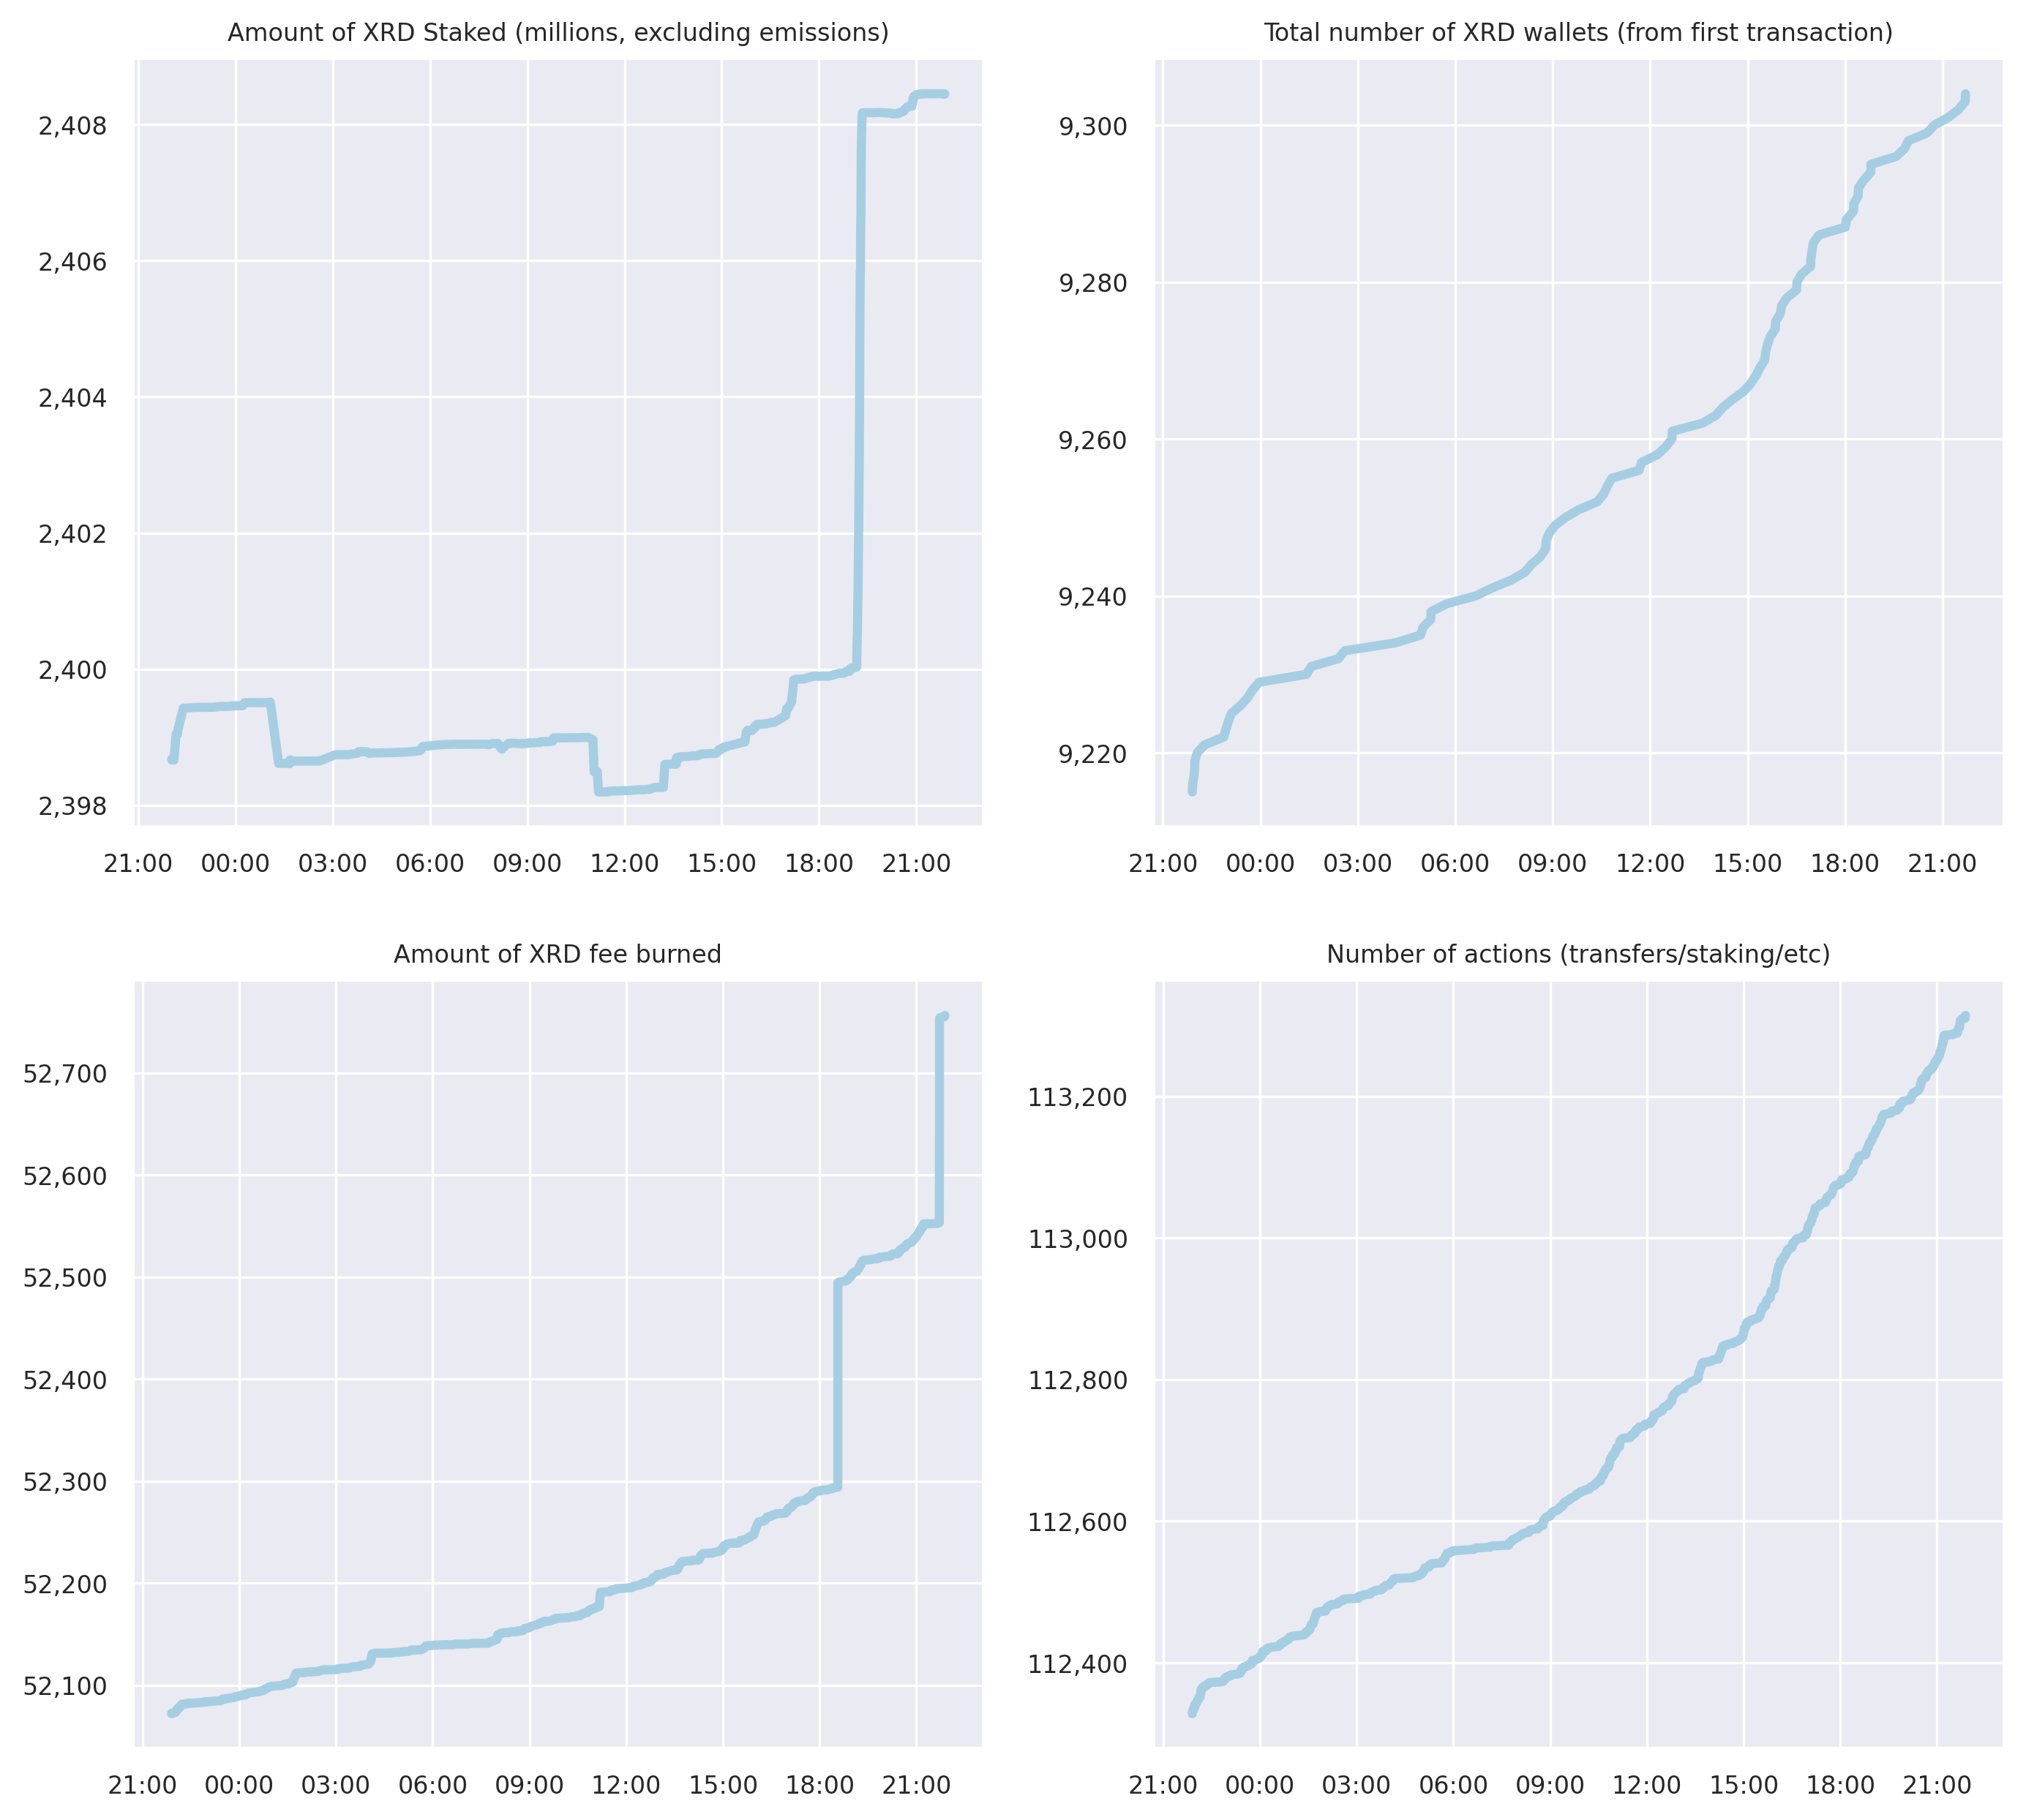 Amount of XRD Staked (millions, excluding emissions)
2,408
2,406
2,404
2,402
2,400
2,398
21:00 00:00 03:00 06:00 09:00 12:00 15:00 18:00 21:00
Total number of XRD wallets (from first transaction)
9,300
9,280
9,260
9,240
9,220
21:00 00:00 03:00 06:00 09:00 12:00 15:00 18:00 21:00
Amount of XRD fee burned
52,700
52,600
52,500
52,400
52,300
52,200
52,100
21:00 00:00 03:00 06:00 09:00 12:00 15:00 18:00 21:00
Number of actions (transfers/staking/etc)
113,200
113,000
112,800
112,600
112,400
21:00 00:00 03:00 06:00 09:00 12:00 15:00 18:00 21:00